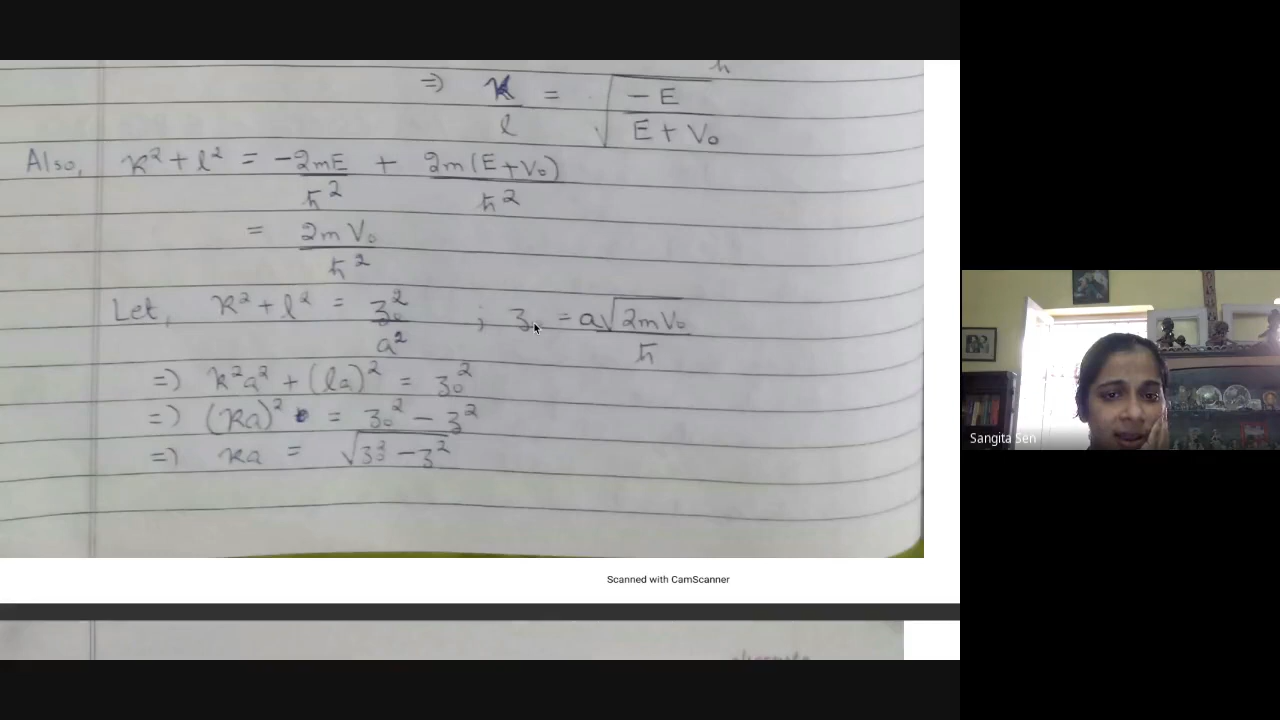 ħ
=> κ/l = √(-E/(E + V₀))
Also, κ² + l² = -2mE/ħ² + 2m(E+V₀)/ħ²
= 2mV₀/ħ²
Let, κ² + l² = z₀²/a² ; z₀ = a√(2mV₀)/ħ
=> κ²a² + (la)² = z₀²
=> (κa)² = z₀² - z²
=> κa = √(z₀² - z²)
Scanned with CamScanner
Sangita Sen